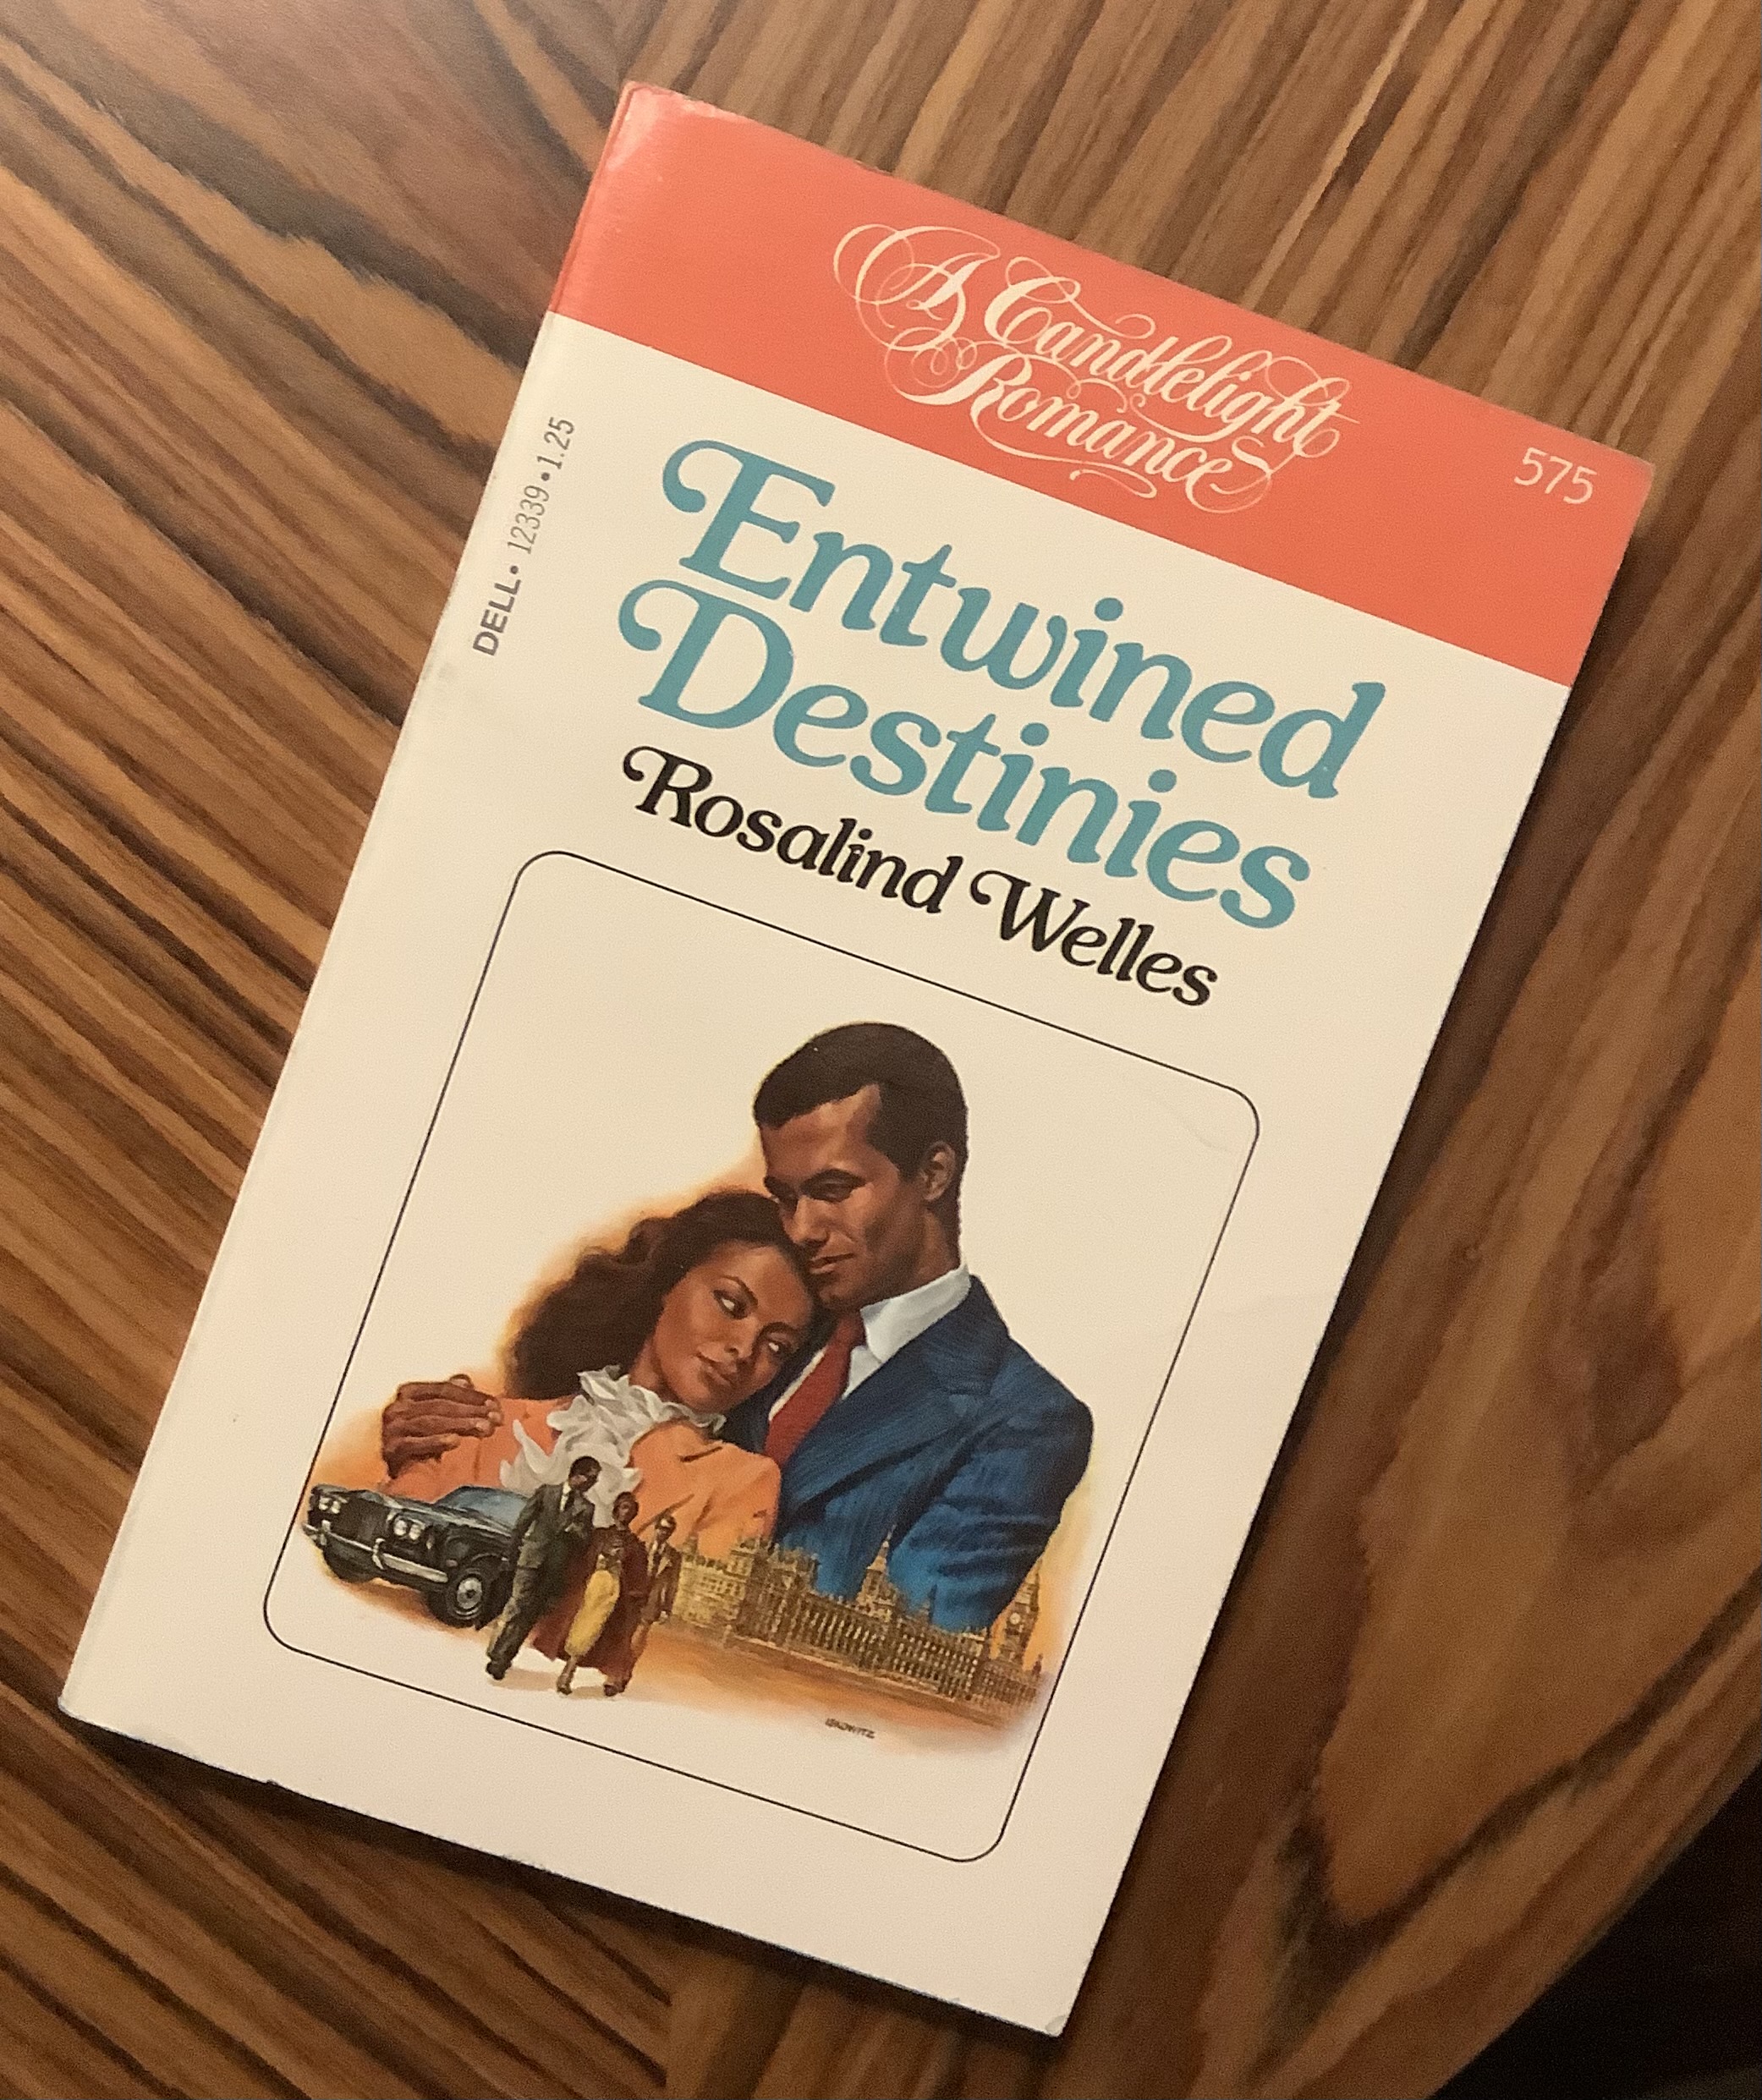 A Candlelight
Romance
575
DELL • 12339 • 1.25
Entwined
Destinies
Rosalind Welles